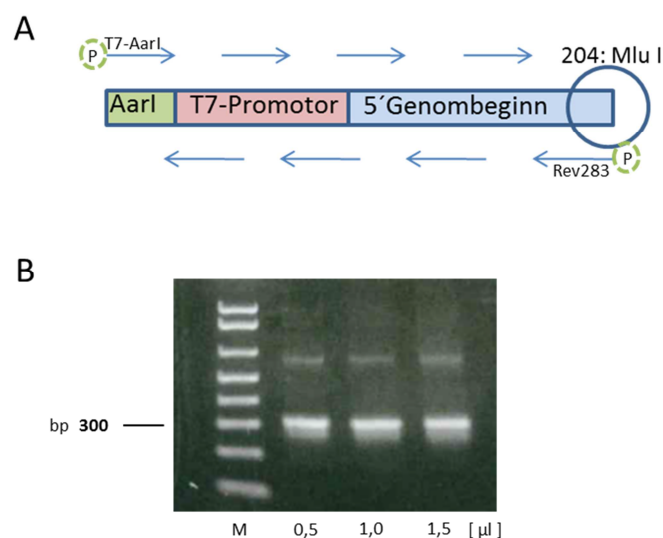 A
P T7-AarI
204: Mlu I
AarI T7-Promotor 5´Genombeginn
Rev283 P
B
bp 300
M 0,5 1,0 1,5 [ µl ]